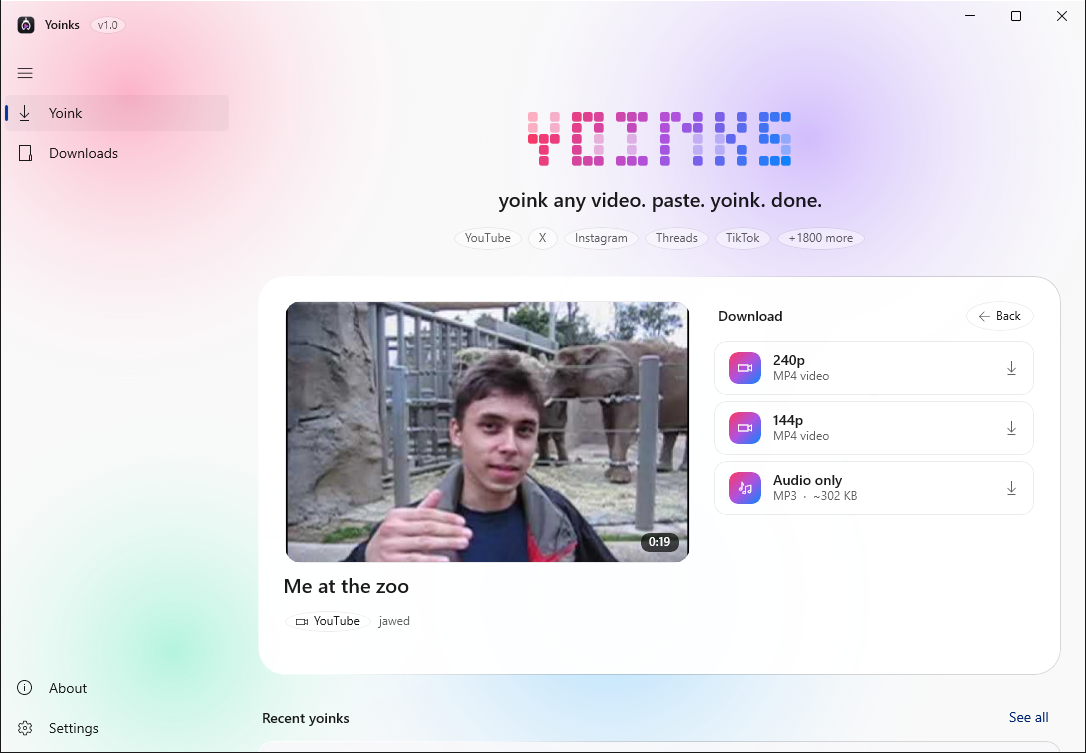 Yoinks v1.0
Yoink
Downloads
YOINKS
yoink any video. paste. yoink. done.
YouTube X Instagram Threads TikTok +1800 more
Download
Back
240p
MP4 video
144p
MP4 video
Audio only
MP3 · ~302 KB
0:19
Me at the zoo
YouTube jawed
About
Settings
Recent yoinks
See all